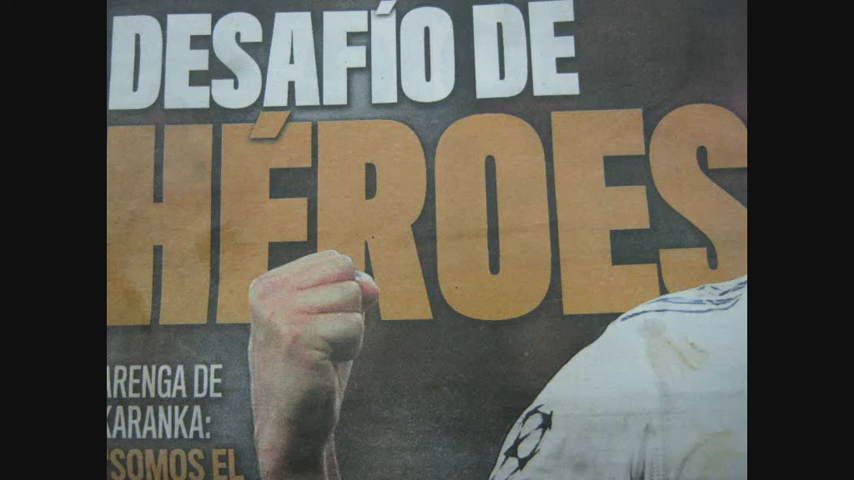 DESAFÍO DE
HÉROES
ARENGA DE
KARANKA:
"SOMOS EL